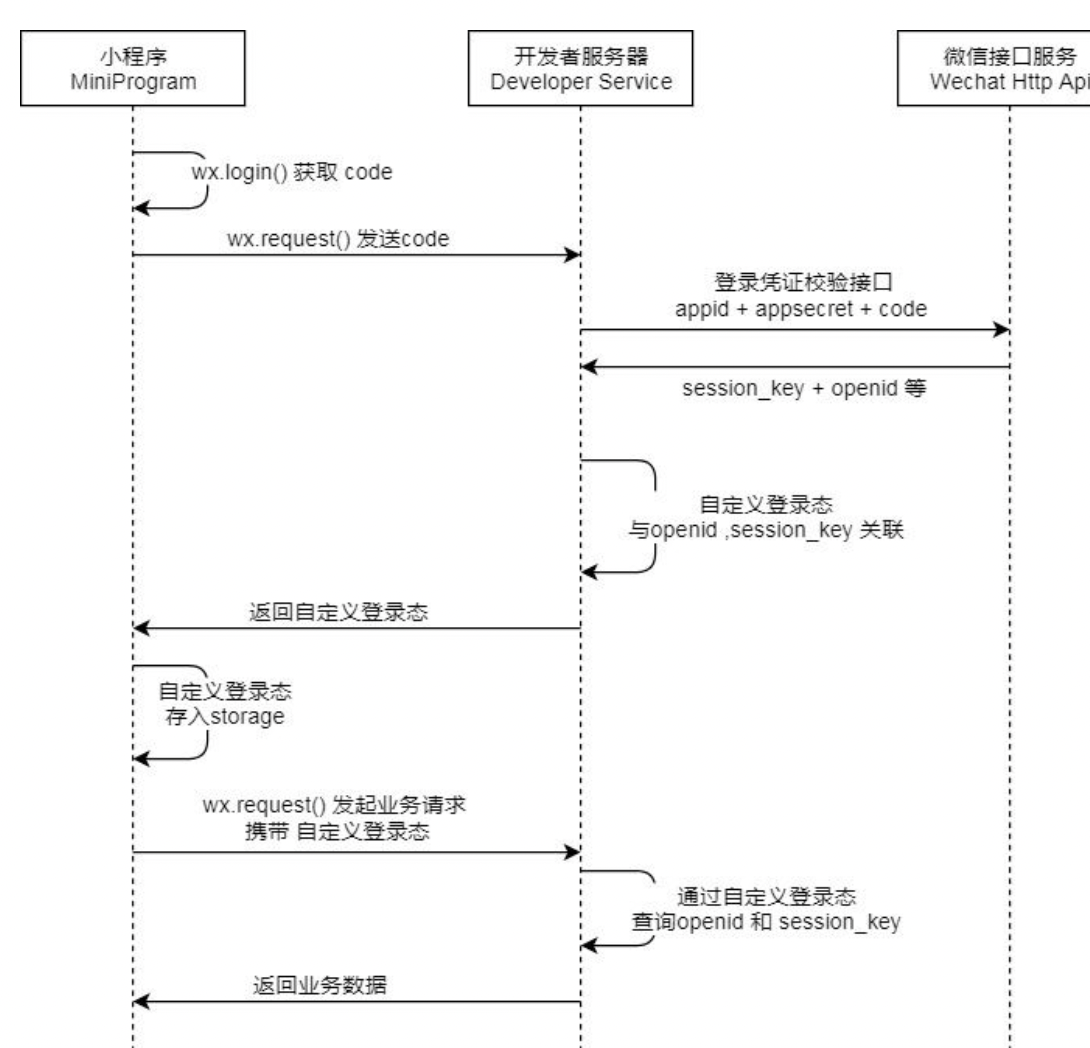 小程序
MiniProgram
开发者服务器
Developer Service
微信接口服务
Wechat Http Api
wx.login() 获取 code
wx.request() 发送code
登录凭证校验接口
appid + appsecret + code
session_key + openid 等
自定义登录态
与openid ,session_key 关联
返回自定义登录态
自定义登录态
存入storage
wx.request() 发起业务请求
携带 自定义登录态
通过自定义登录态
查询openid 和 session_key
返回业务数据